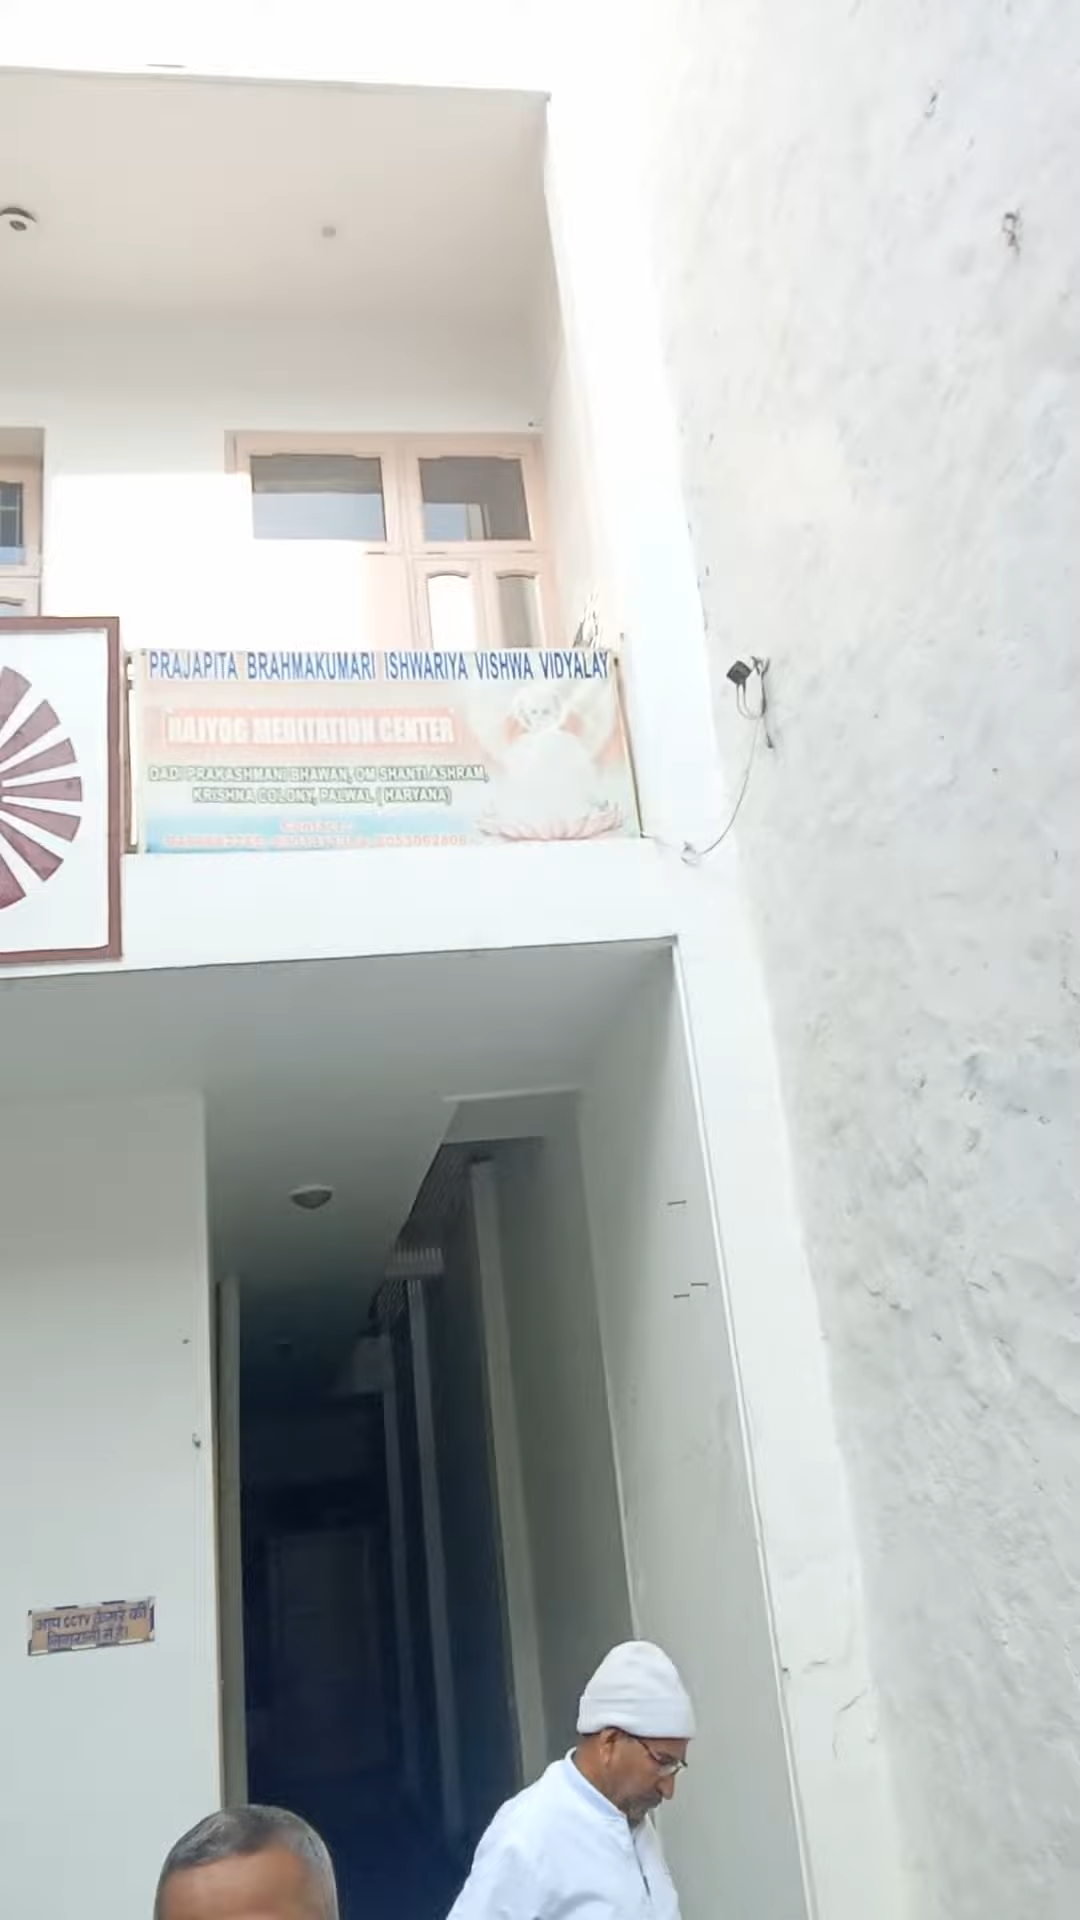 PRAJAPITA BRAHMAKUMARI ISHWARIYA VISHWA VIDYALAY
RAJYOG MEDITATION CENTER
DADI PRAKASHMANI BHAWAN, OM SHANTI ASHRAM,
KRISHNA COLONY, PALWAL (HARYANA)
आप CCTV कैमरे की
निगरानी में है।